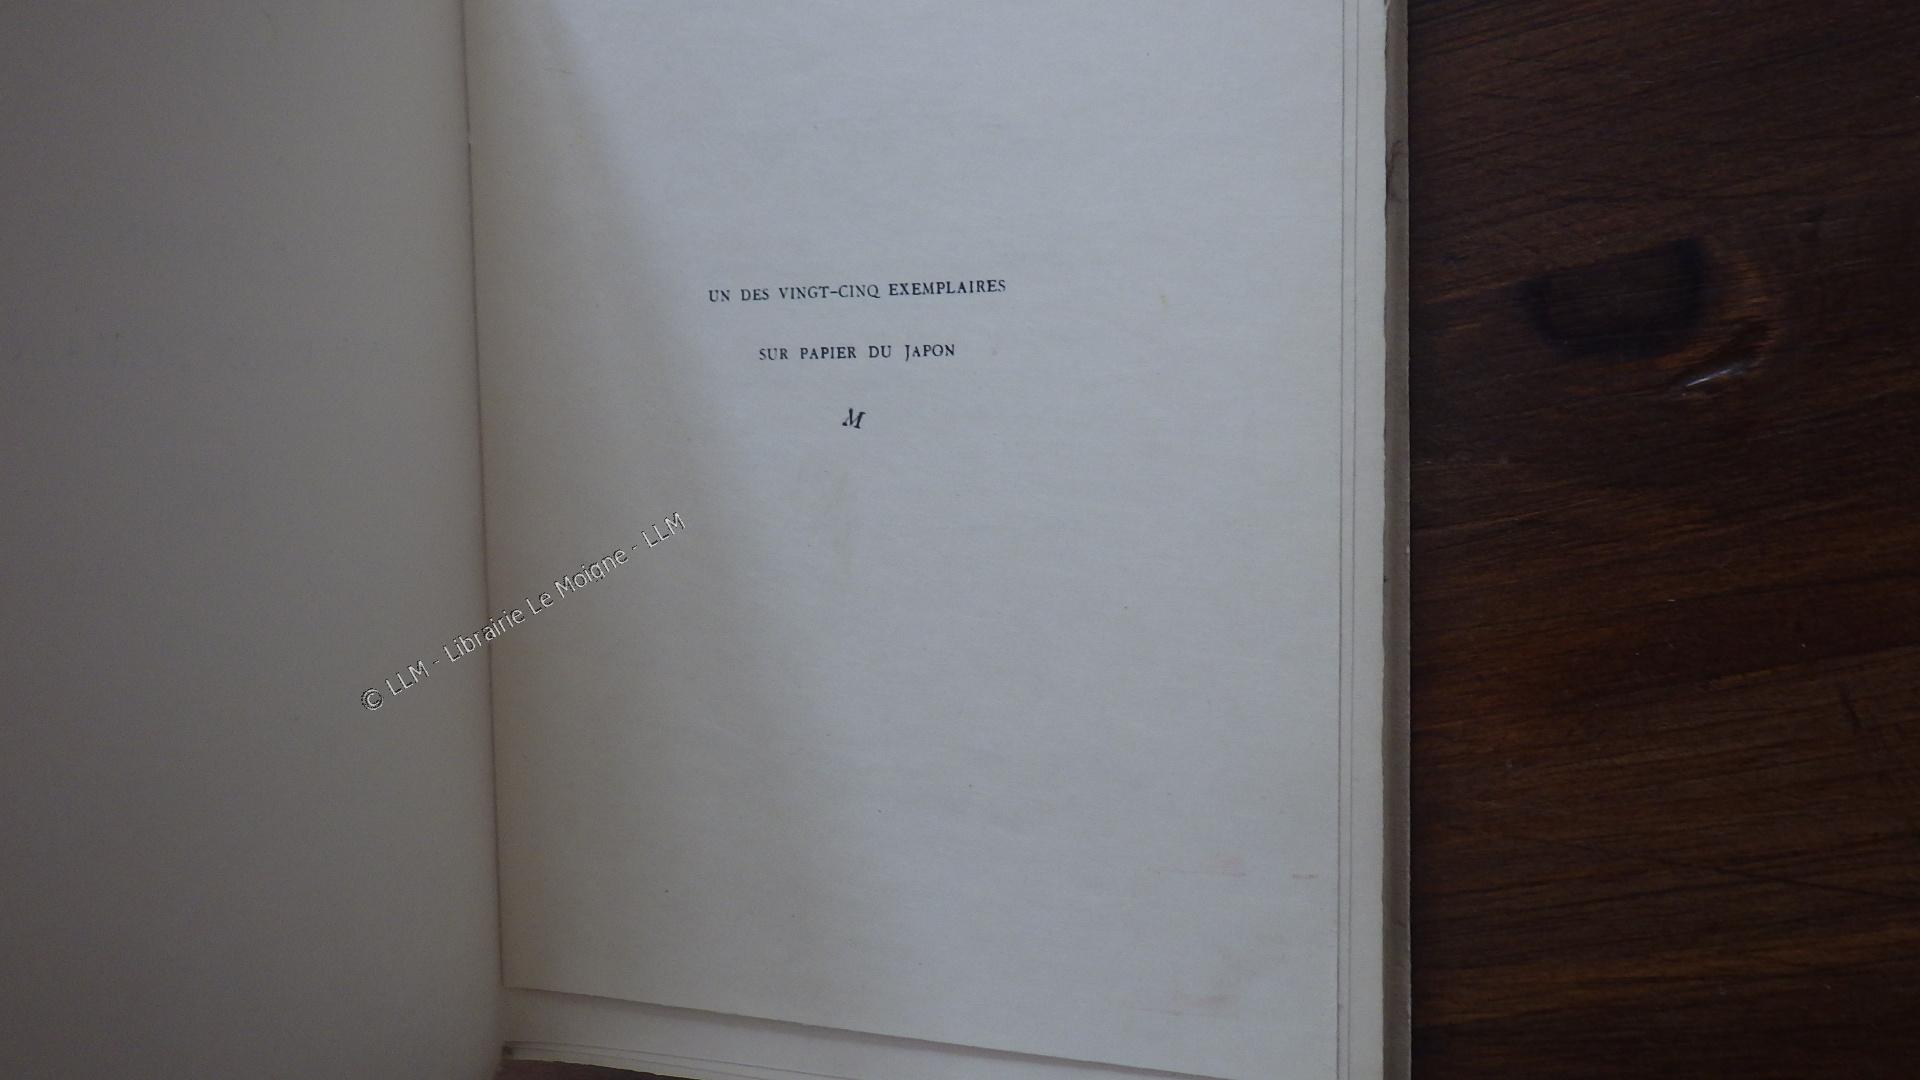 UN DES VINGT-CINQ EXEMPLAIRES
SUR PAPIER DU JAPON
M
© LLM - Librairie Le Moigne - LLM